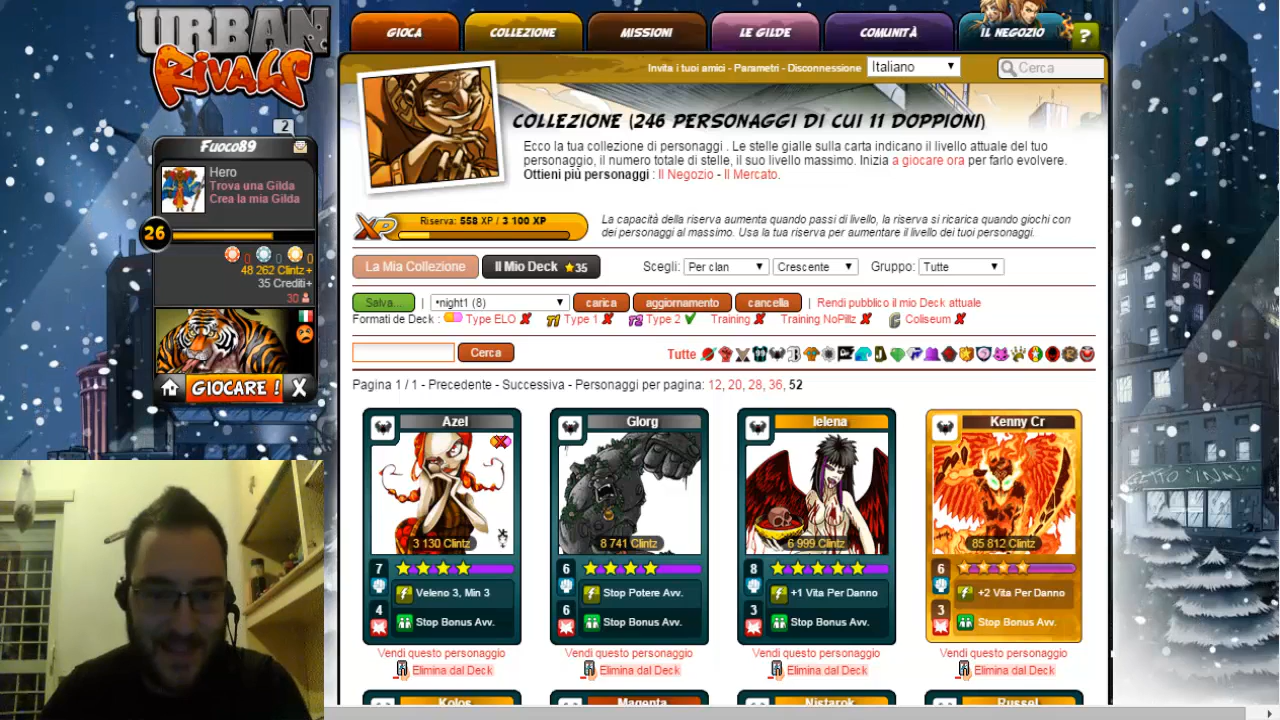 URBAN
RIVALS
GIOCA
COLLEZIONE
MISSIONI
LE GILDE
COMUNITÀ
IL NEGOZIO
?
Invita i tuoi amici - Parametri - Disconnessione
Italiano
Cerca
2
Fuoco89
Hero
Trova una Gilda
Crea la mia Gilda
26
0 0 0
48 262 Clintz+
35 Crediti+
30
GIOCARE !
X
COLLEZIONE (246 PERSONAGGI DI CUI 11 DOPPIONI)
Ecco la tua collezione di personaggi . Le stelle gialle sulla carta indicano il livello attuale del tuo
personaggio, il numero totale di stelle, il suo livello massimo. Inizia a giocare ora per farlo evolvere.
Ottieni più personaggi : Il Negozio - Il Mercato.
XP
Riserva: 558 XP / 3 100 XP
La capacità della riserva aumenta quando passi di livello, la riserva si ricarica quando giochi con
dei personaggi al massimo. Usa la tua riserva per aumentare il livello dei tuoi personaggi.
La Mia Collezione
Il Mio Deck 35
Scegli: Per clan Crescente Gruppo: Tutte
Salva... | •night1 (8) carica aggiornamento cancella | Rendi pubblico il mio Deck attuale
Formati de Deck : Type ELO T1 Type 1 T2 Type 2 Training Training NoPillz Coliseum
Cerca
Tutte
Pagina 1 / 1 - Precedente - Successiva - Personaggi per pagina: 12, 20, 28, 36, 52
Azel
3 130 Clintz
7
Veleno 3, Min 3
4
Stop Bonus Avv.
Vendi questo personaggio
Elimina dal Deck
Glorg
8 741 Clintz
6
Stop Potere Avv.
6
Stop Bonus Avv.
Vendi questo personaggio
Elimina dal Deck
Ielena
6 999 Clintz
8
+1 Vita Per Danno
3
Stop Bonus Avv.
Vendi questo personaggio
Elimina dal Deck
Kenny Cr
85 812 Clintz
6
+2 Vita Per Danno
3
Stop Bonus Avv.
Vendi questo personaggio
Elimina dal Deck
Kolos
Magenta
Nistarok
Russel